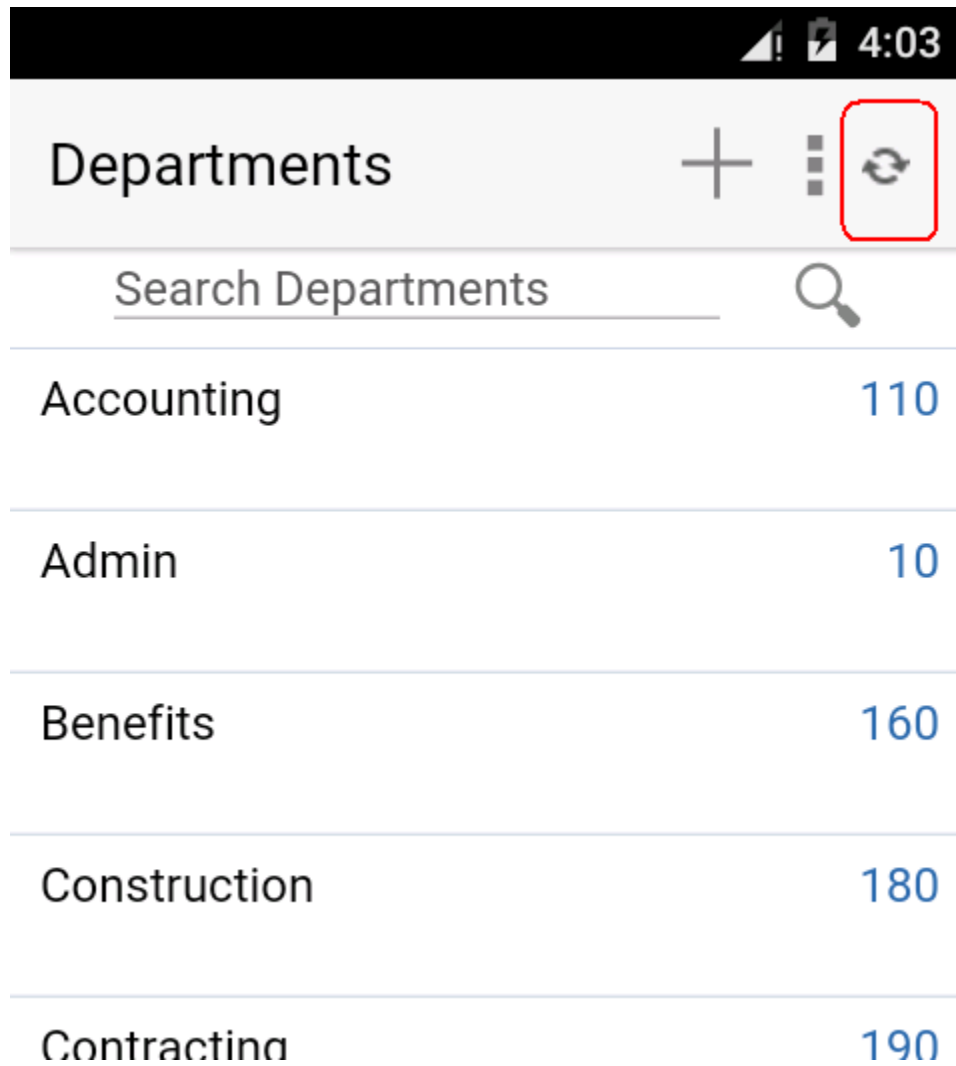 4:03
Departments
Search Departments
Accounting 110
Admin 10
Benefits 160
Construction 180
Contracting 190